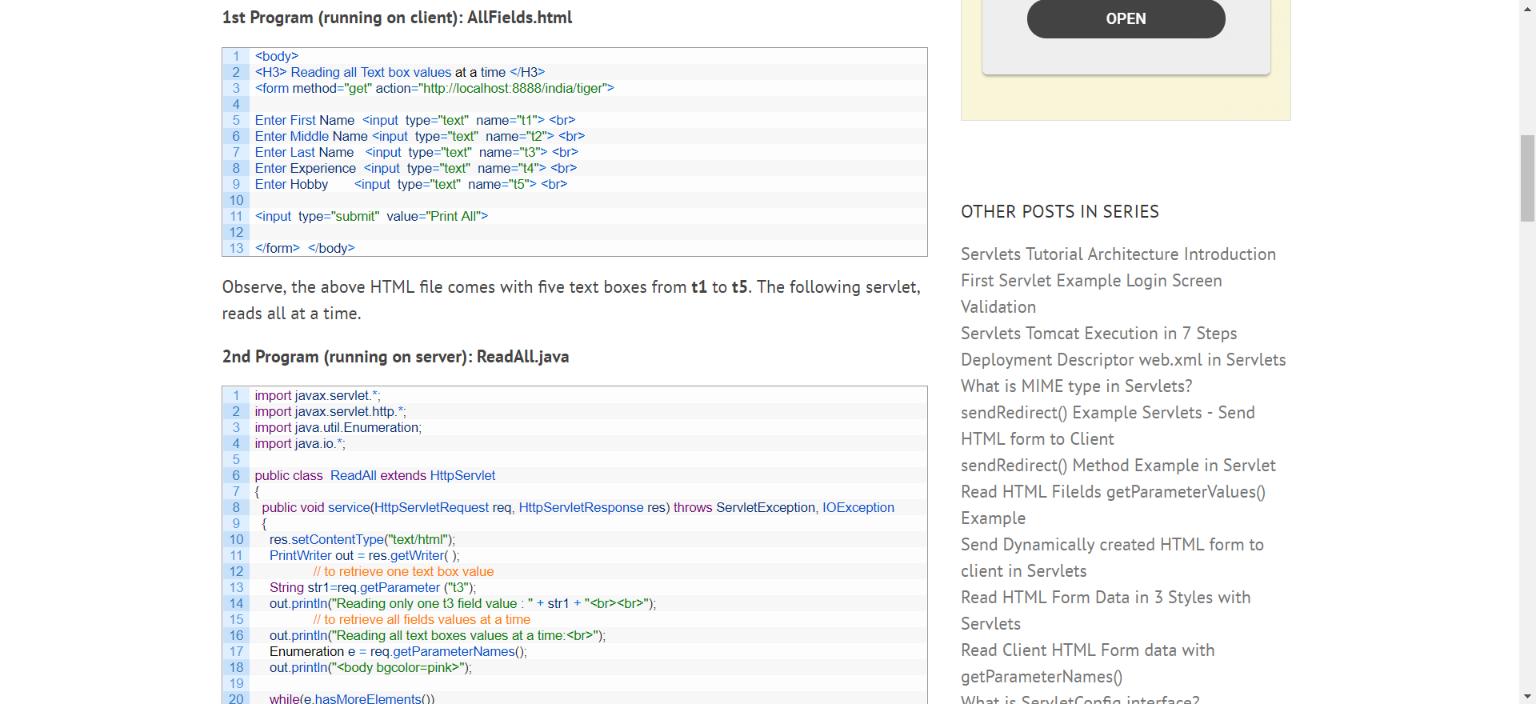 1st Program (running on client): AllFields.html
1 <body>
2 <H3> Reading all Text box values at a time </H3>
3 <form method="get" action="http://localhost:8888/india/tiger">
4
5 Enter First Name  <input  type="text"  name="t1"> <br>
6 Enter Middle Name <input  type="text"  name="t2"> <br>
7 Enter Last Name   <input  type="text"  name="t3"> <br>
8 Enter Experience  <input  type="text"  name="t4"> <br>
9 Enter Hobby       <input  type="text"  name="t5"> <br>
10
11 <input  type="submit"  value="Print All">
12
13 </form>  </body>
Observe, the above HTML file comes with five text boxes from t1 to t5. The following servlet,
reads all at a time.
2nd Program (running on server): ReadAll.java
1 import javax.servlet.*;
2 import javax.servlet.http.*;
3 import java.util.Enumeration;
4 import java.io.*;
5
6 public class  ReadAll extends HttpServlet
7 {
8   public void service(HttpServletRequest req, HttpServletResponse res) throws ServletException, IOException
9   {
10     res.setContentType("text/html");
11     PrintWriter out = res.getWriter( );
12                 // to retrieve one text box value
13     String str1=req.getParameter ("t3");
14     out.println("Reading only one t3 field value : " + str1 + "<br><br>");
15                 // to retrieve all fields values at a time
16     out.println("Reading all text boxes values at a time:<br>");
17     Enumeration e = req.getParameterNames();
18     out.println("<body bgcolor=pink>");
19
20     while(e.hasMoreElements())
OPEN
OTHER POSTS IN SERIES
Servlets Tutorial Architecture Introduction
First Servlet Example Login Screen
Validation
Servlets Tomcat Execution in 7 Steps
Deployment Descriptor web.xml in Servlets
What is MIME type in Servlets?
sendRedirect() Example Servlets - Send
HTML form to Client
sendRedirect() Method Example in Servlet
Read HTML Filelds getParameterValues()
Example
Send Dynamically created HTML form to
client in Servlets
Read HTML Form Data in 3 Styles with
Servlets
Read Client HTML Form data with
getParameterNames()
What is ServletConfig interface?